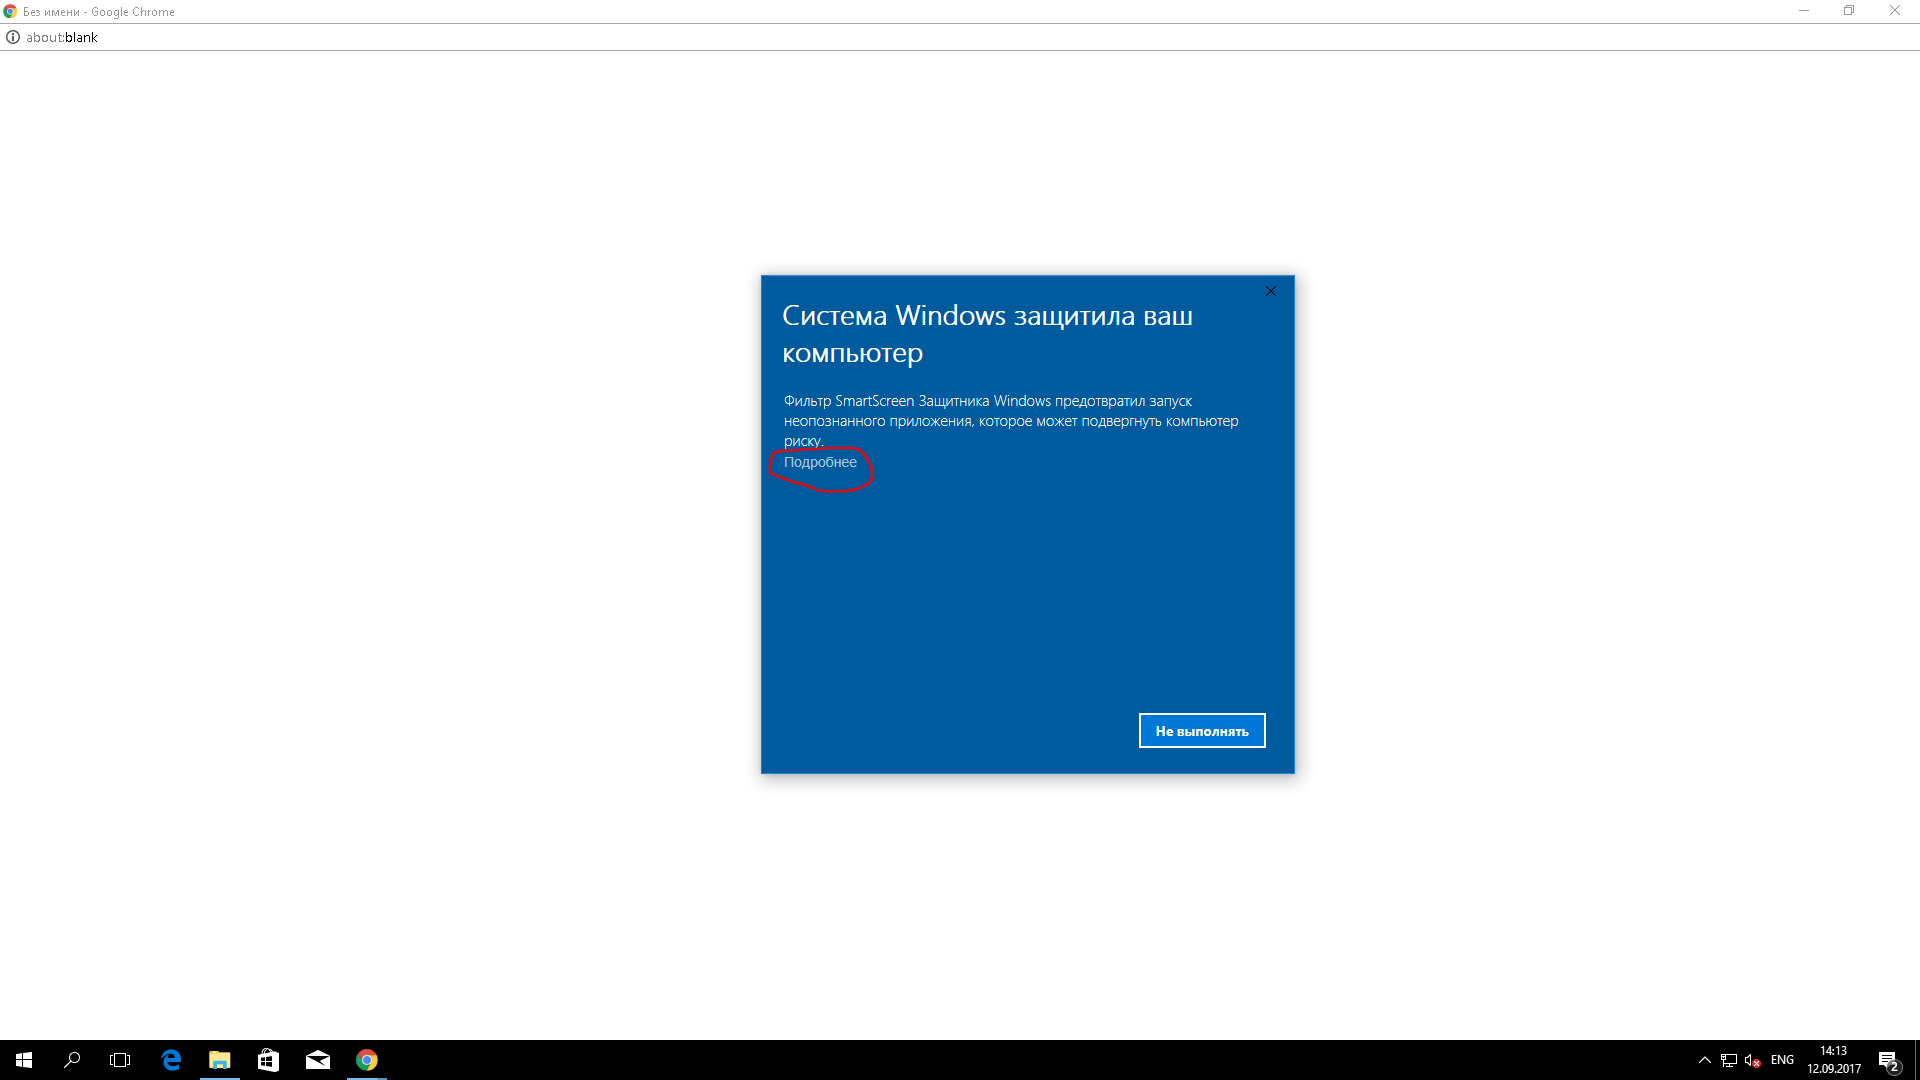 Без имени - Google Chrome
about:blank
Система Windows защитила ваш
компьютер
Фильтр SmartScreen Защитника Windows предотвратил запуск
неопознанного приложения, которое может подвергнуть компьютер
риску.
Подробнее
Не выполнять
ENG
14:13
12.09.2017
2